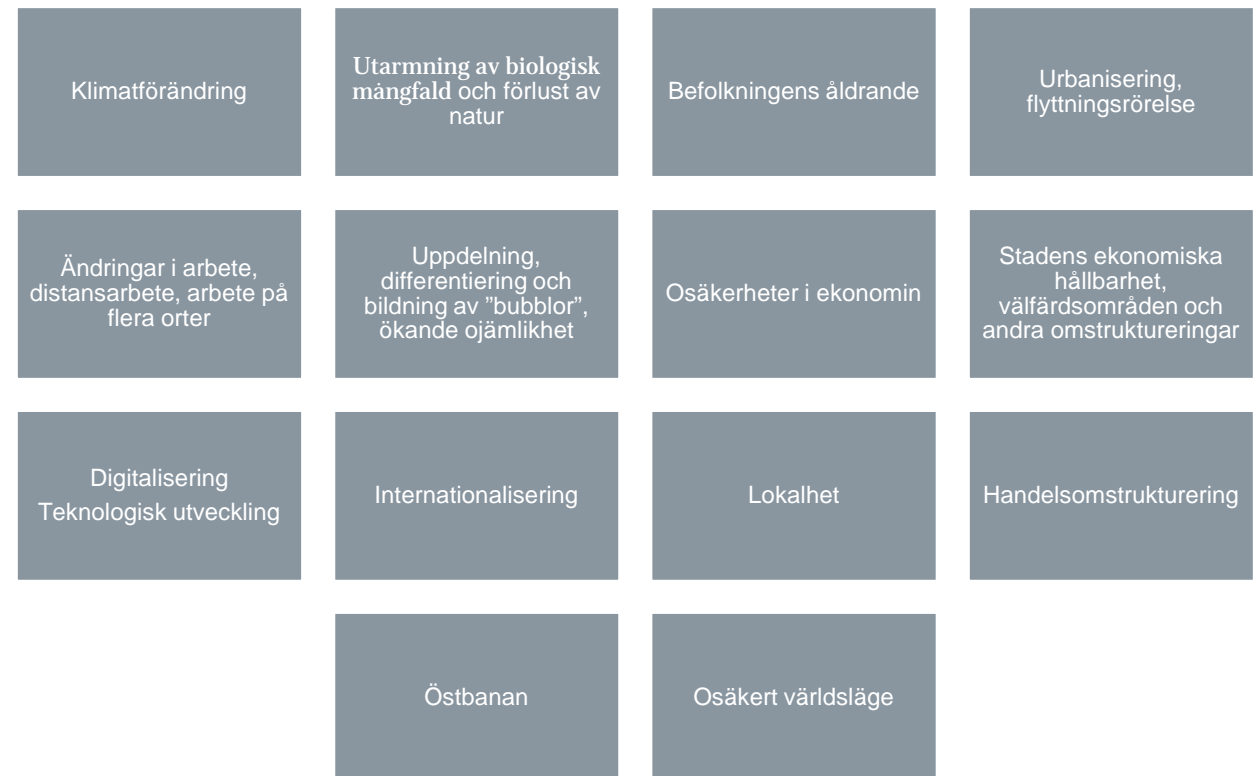 Klimatförändring
Utarmning av biologisk
mångfald och förlust av
natur
Befolkningens åldrande
Urbanisering,
flyttningsrörelse
Ändringar i arbete,
distansarbete, arbete på
flera orter
Uppdelning,
differentiering och
bildning av ”bubblor”,
ökande ojämlikhet
Osäkerheter i ekonomin
Stadens ekonomiska
hållbarhet,
välfärdsområden och
andra omstruktureringar
Digitalisering
Teknologisk utveckling
Internationalisering
Lokalhet
Handelsomstrukturering
Östbanan
Osäkert världsläge